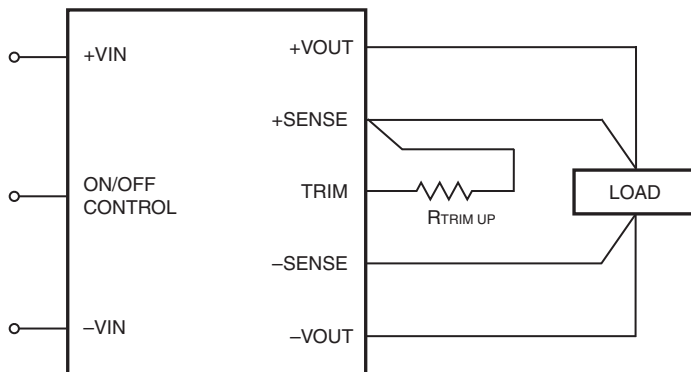 +VIN
ON/OFF
CONTROL
–VIN
+VOUT
+SENSE
TRIM
–SENSE
–VOUT
RTRIM UP
LOAD